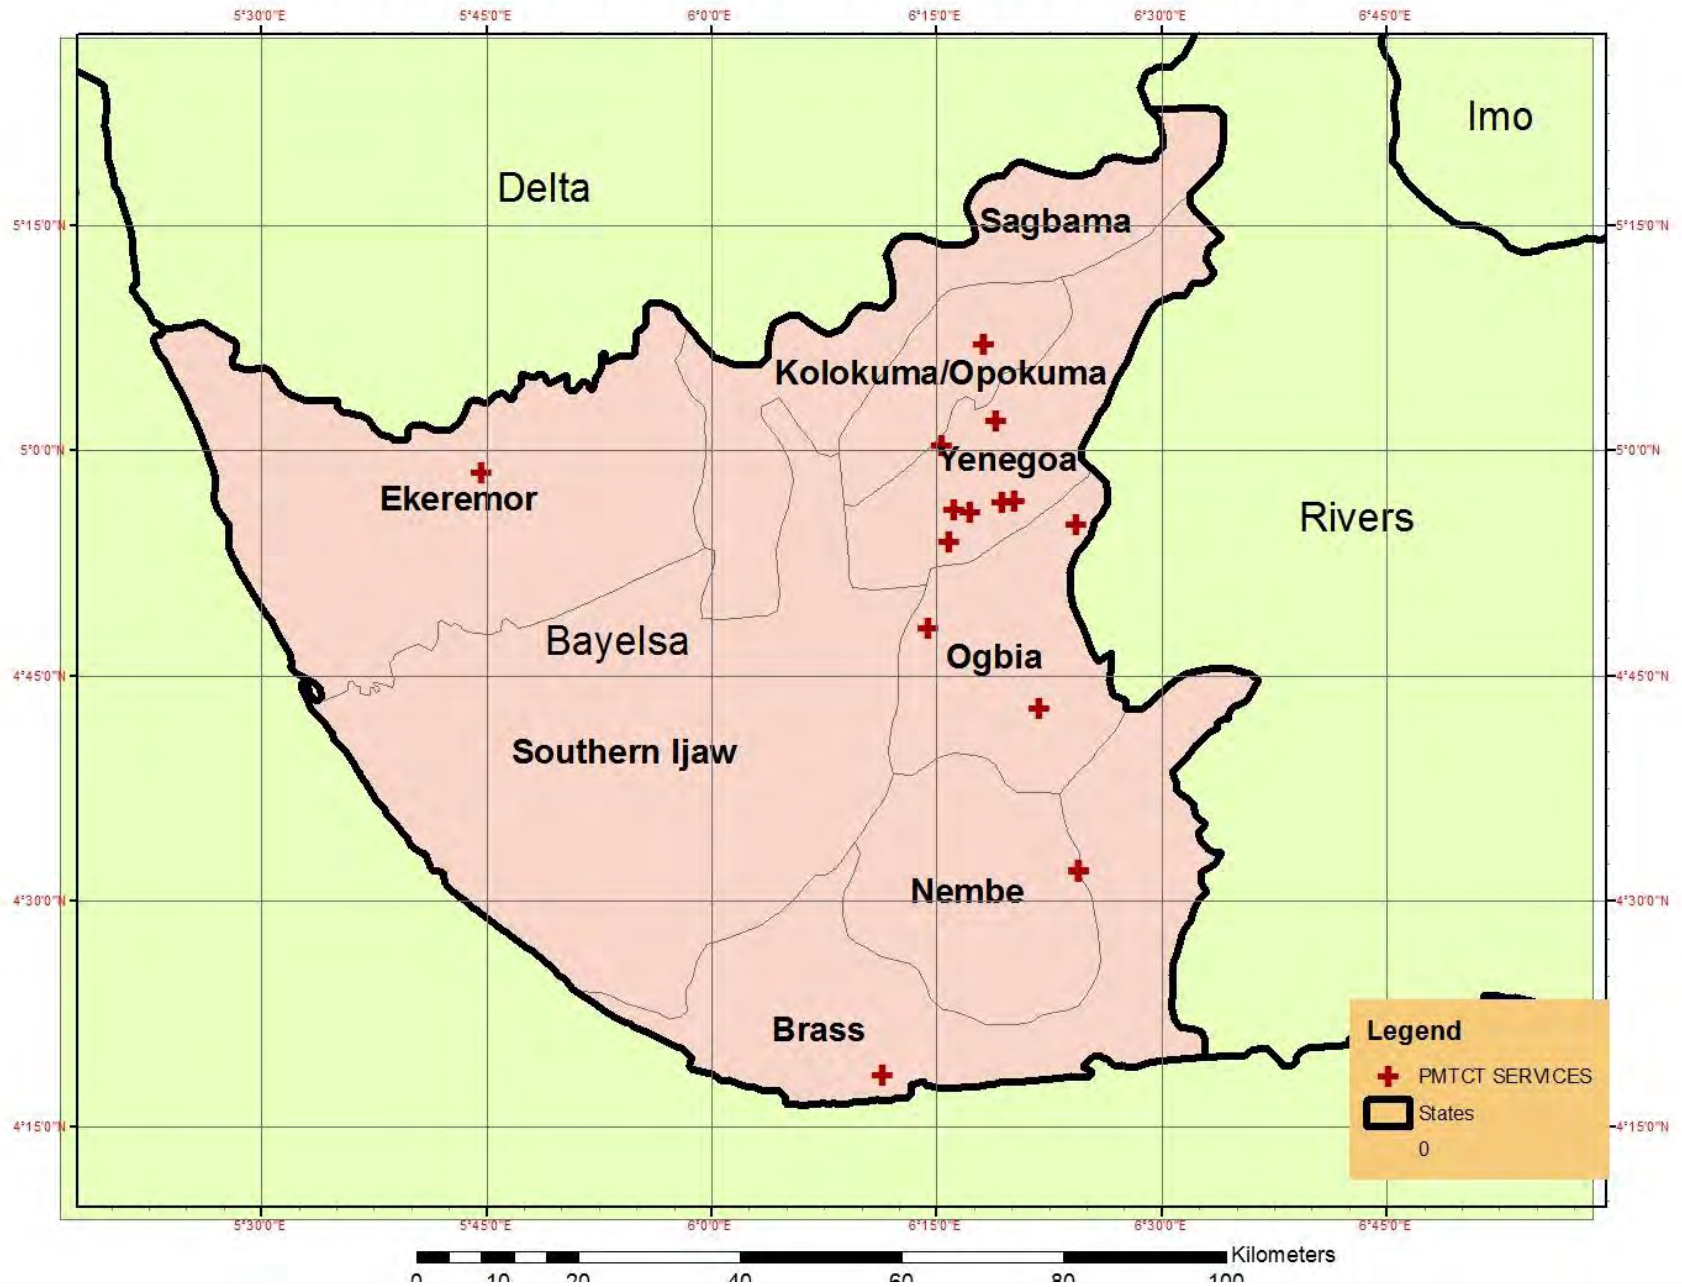 5°30'0"E 5°45'0"E 6°0'0"E 6°15'0"E 6°30'0"E 6°45'0"E
Imo
Delta
5°15'0"N Sagbama 5°15'0"N
Kolokuma/Opokuma
5°0'0"N Yenegoa 5°0'0"N
Ekeremor
Rivers
Bayelsa
Ogbia
4°45'0"N 4°45'0"N
Southern Ijaw
Nembe
4°30'0"N 4°30'0"N
Brass
Legend
PMTCT SERVICES
States
4°15'0"N 4°15'0"N
0
5°30'0"E 5°45'0"E 6°0'0"E 6°15'0"E 6°30'0"E 6°45'0"E
Kilometers
0 10 20 40 60 80 100